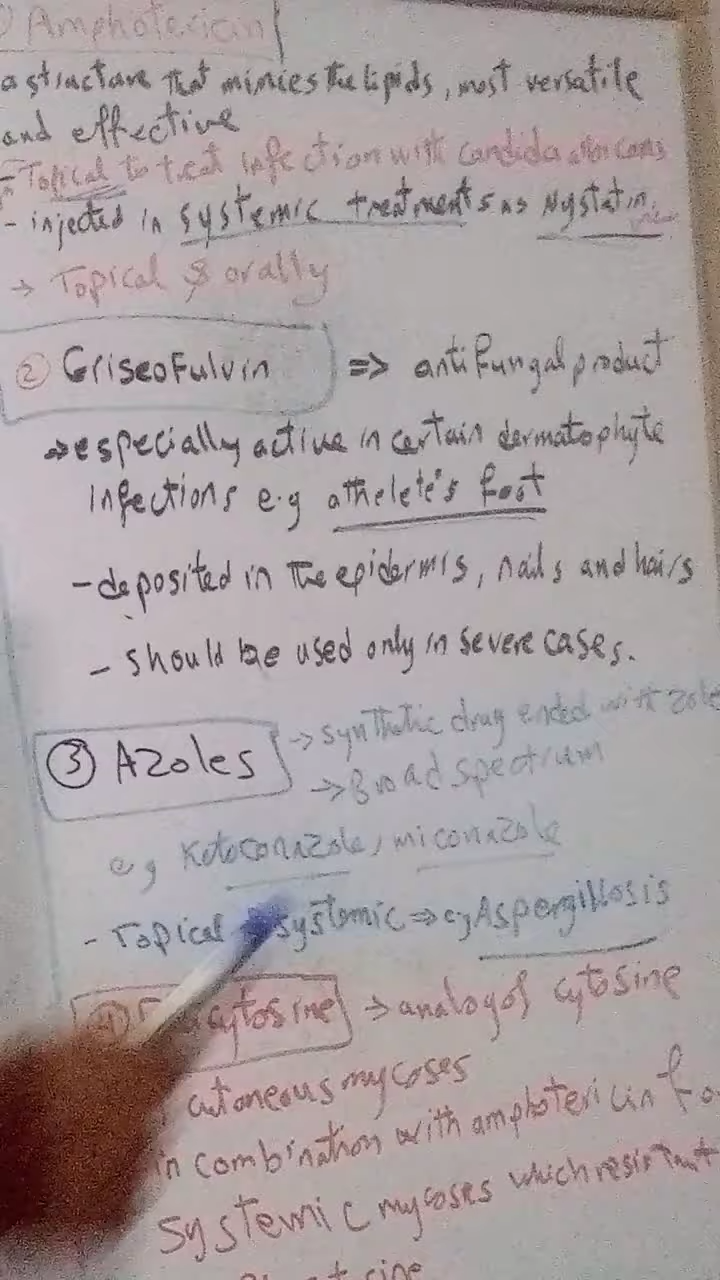 Amphotericin
a structure that mimics the lipids, most versatile
and effective
- Topical to treat infection with candida
- injected in systemic treatments as Nystatin
→ Topical & orally
② Griseofulvin => antifungal product
→ especially active in certain dermatophyte
infections e.g athelete's foot
- deposited in the epidermis, nails and hairs
- should be used only in severe cases.
③ Azoles → synthetic drug ended with zole
→ Broad spectrum
eg Ketoconazole, miconazole
- Topical systemic => eg Aspergillosis
cytosine → analog of cytosine
cutaneous mycoses
in combination with amphotericin fo
systemic mycoses which resistant